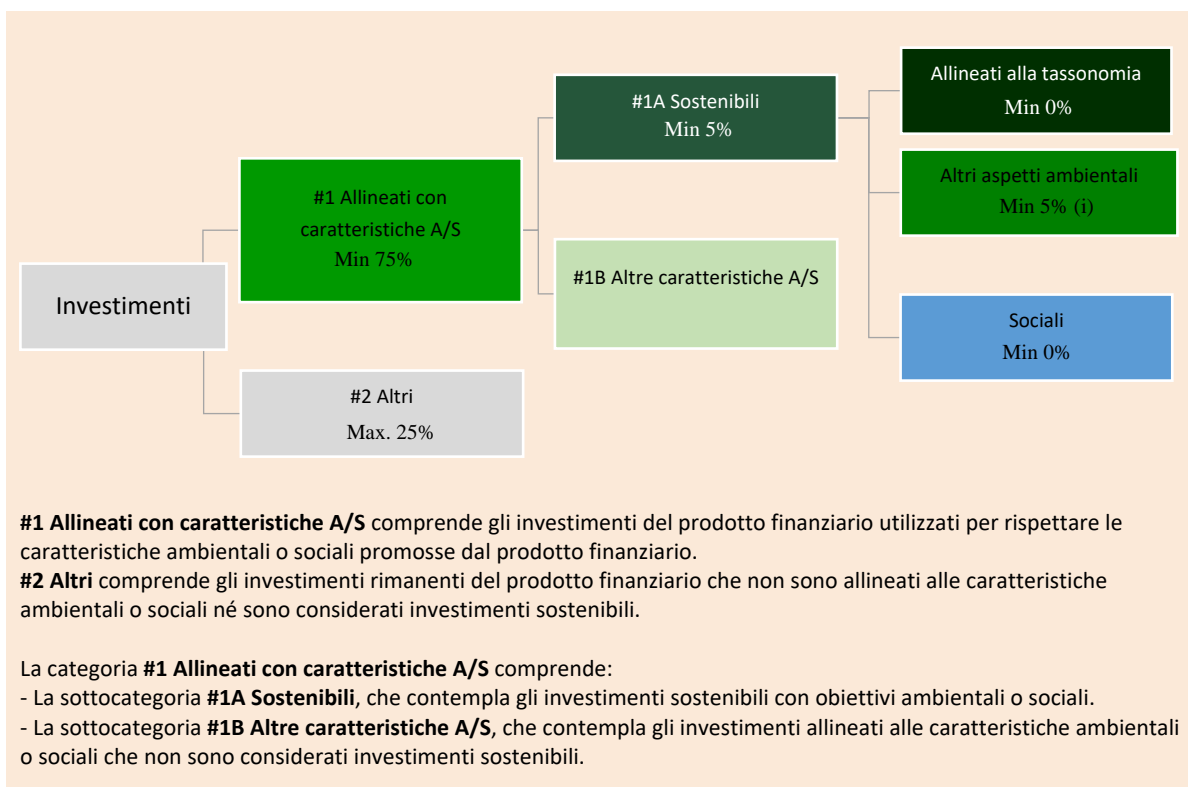 Investimenti
#1 Allineati con
caratteristiche A/S
Min 75%
#2 Altri
Max. 25%
#1A Sostenibili
Min 5%
#1B Altre caratteristiche A/S
Allineati alla tassonomia
Min 0%
Altri aspetti ambientali
Min 5% (i)
Sociali
Min 0%
#1 Allineati con caratteristiche A/S comprende gli investimenti del prodotto finanziario utilizzati per rispettare le
caratteristiche ambientali o sociali promosse dal prodotto finanziario.
#2 Altri comprende gli investimenti rimanenti del prodotto finanziario che non sono allineati alle caratteristiche
ambientali o sociali né sono considerati investimenti sostenibili.
La categoria #1 Allineati con caratteristiche A/S comprende:
- La sottocategoria #1A Sostenibili, che contempla gli investimenti sostenibili con obiettivi ambientali o sociali.
- La sottocategoria #1B Altre caratteristiche A/S, che contempla gli investimenti allineati alle caratteristiche ambientali
o sociali che non sono considerati investimenti sostenibili.